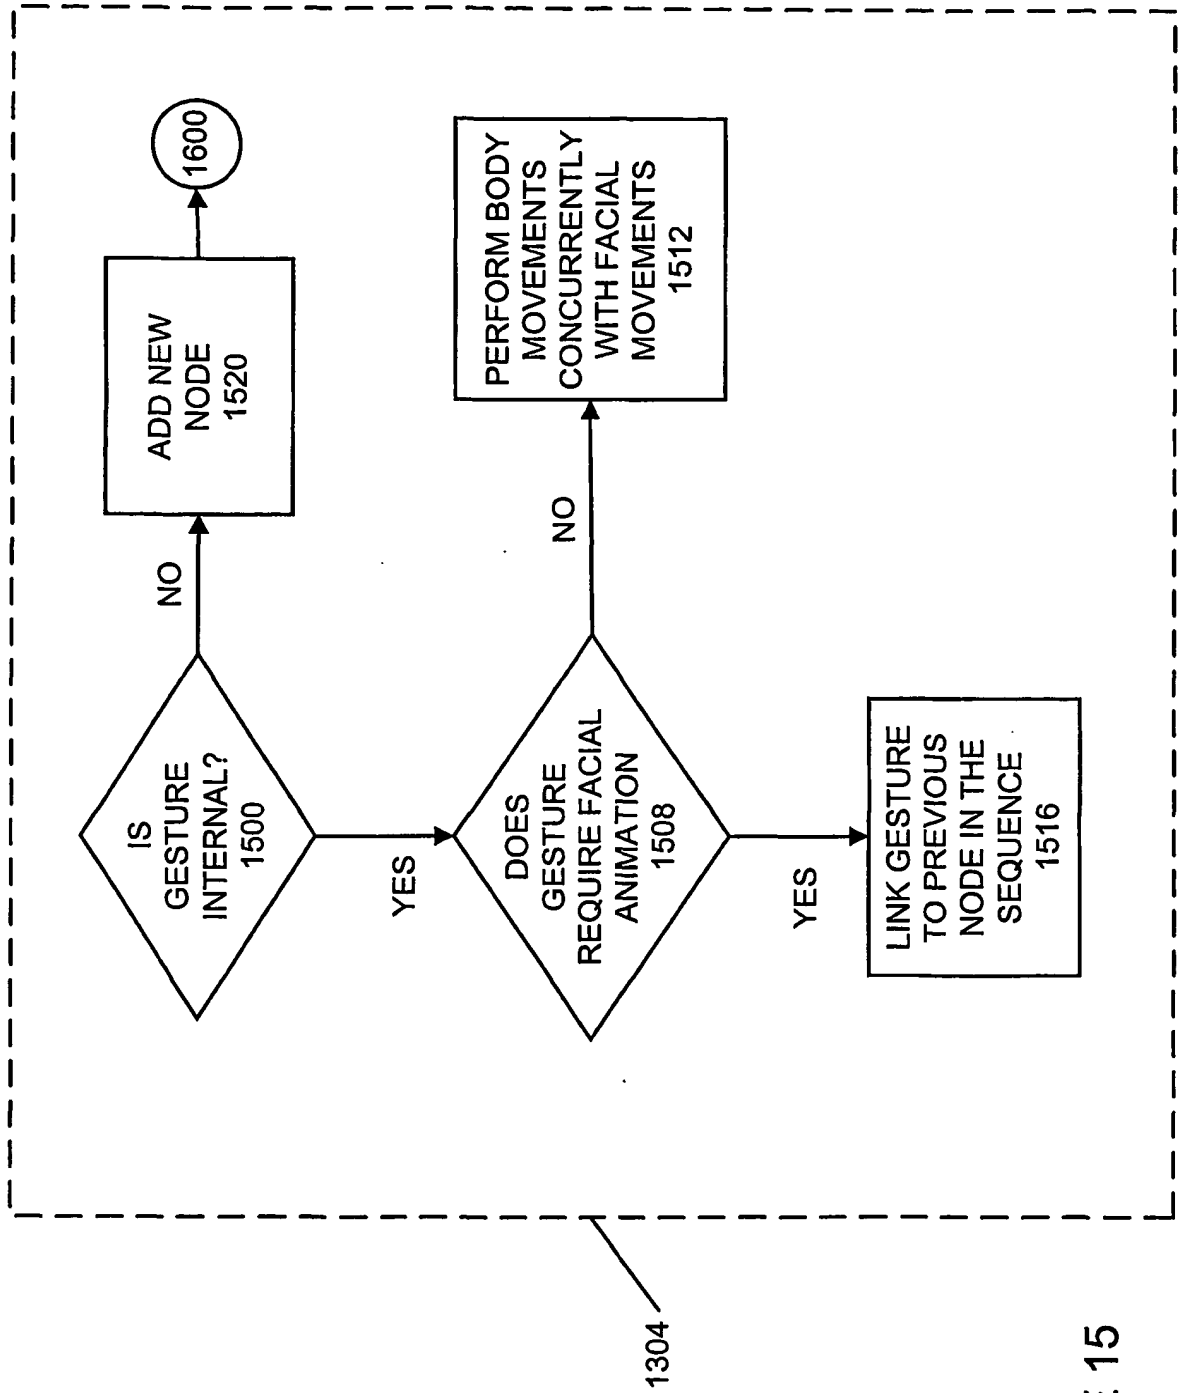 IS
GESTURE
INTERNAL?
1500
NO
ADD NEW
NODE
1520
1600
YES
DOES
GESTURE
REQUIRE FACIAL
ANIMATION
1508
NO
PERFORM BODY
MOVEMENTS
CONCURRENTLY
WITH FACIAL
MOVEMENTS
1512
YES
LINK GESTURE
TO PREVIOUS
NODE IN THE
SEQUENCE
1516
1304
15